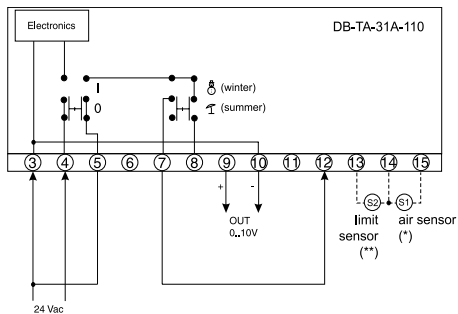 Electronics
DB-TA-31A-110
I
0
(winter)
(summer)
3 4 5 6 7 8 9 10 11 12 13 14 15
+ -
OUT
0..10V
S2 S1
limit sensor (**)
air sensor (*)
24 Vac